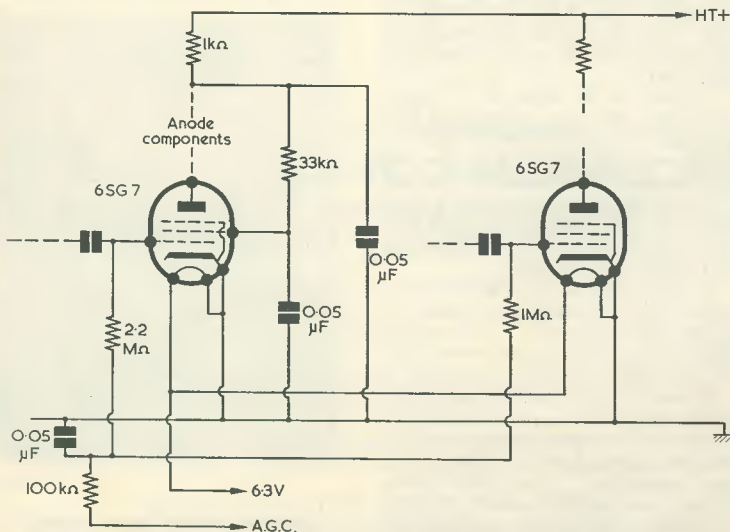 HT+
1kΩ
Anode
components
33kΩ
6SG7
6SG7
0·05
μF
0·05
μF
2·2
MΩ
1MΩ
0·05
μF
100kΩ
6·3V
A.G.C.